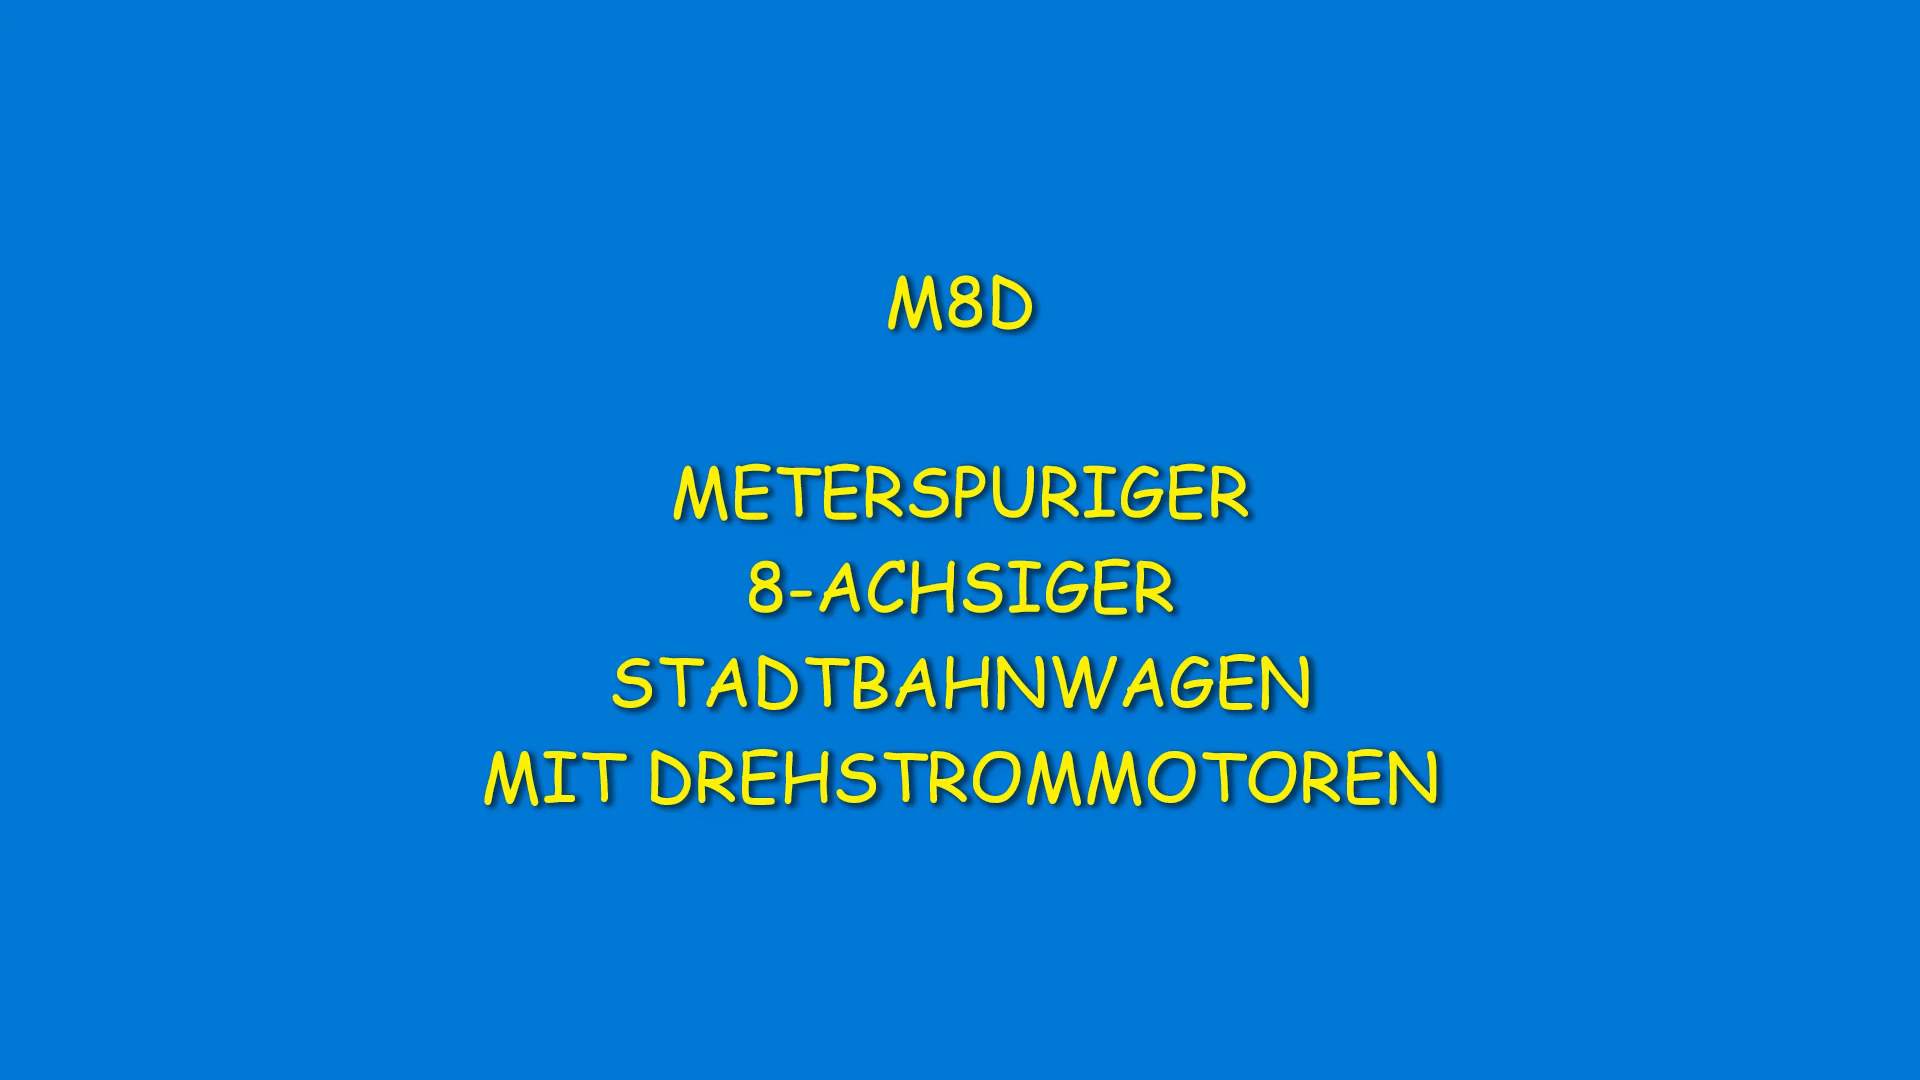 M8D
METERSPURIGER
8-ACHSIGER
STADTBAHNWAGEN
MIT DREHSTROMMOTOREN